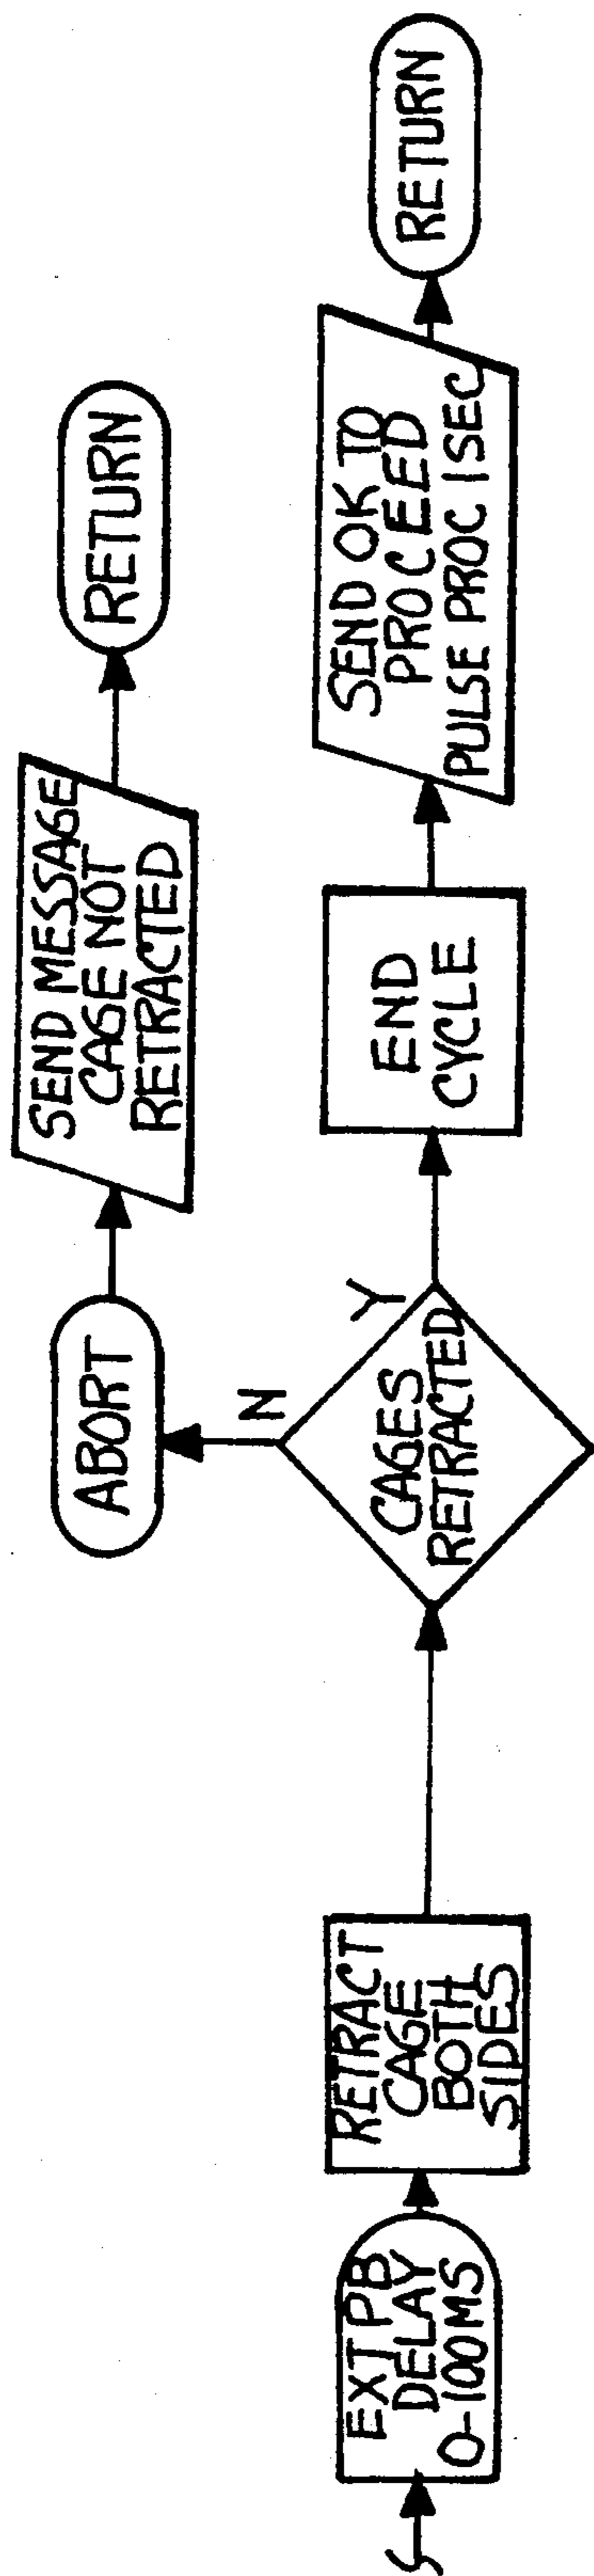 EXT PB
DELAY
0-100MS
RETRACT
CAGE
BOTH
SIDES
CAGES
RETRACTED
N
ABORT
SEND MESSAGE
CAGE NOT
RETRACTED
RETURN
Y
END
CYCLE
SEND OK TO
PROCEED
PULSE PROC 1SEC
RETURN